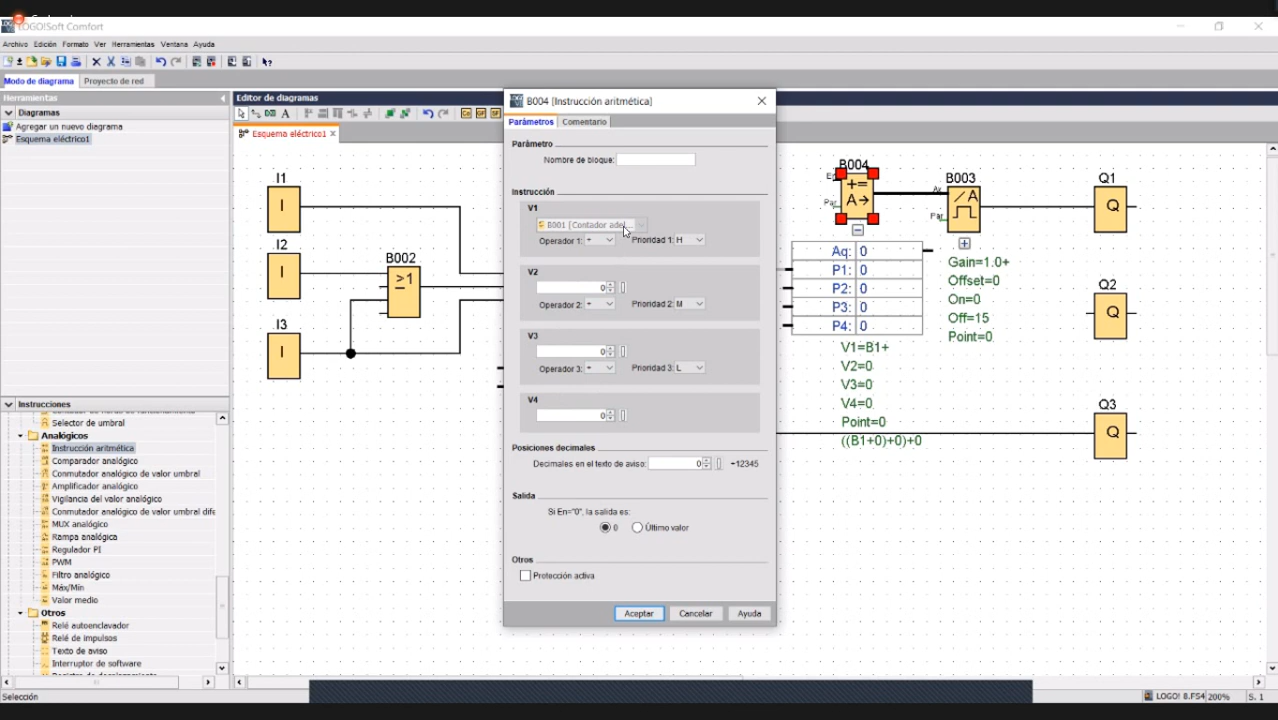 LOGO!Soft Comfort
Archivo Edición Formato Ver Herramientas Ventana Ayuda
Modo de diagrama Proyecto de red
Herramientas
Diagramas
Agregar un nuevo diagrama
Esquema eléctrico1
Instrucciones
Selector de umbral
Analógicos
Instrucción aritmética
Comparador analógico
Conmutador analógico de valor umbral
Amplificador analógico
Vigilancia del valor analógico
Conmutador analógico de valor umbral dife
MUX analógico
Rampa analógica
Regulador PI
PWM
Filtro analógico
Máx/Mín
Valor medio
Otros
Relé autoenclavador
Relé de impulsos
Texto de aviso
Interruptor de software
Selección
Editor de diagramas
Esquema eléctrico1
I1
I
I2
I
I3
I
B002
≥1
B004 [Instrucción aritmética]
Parámetros Comentario
Parámetro
Nombre de bloque:
Instrucción
V1
B001 [Contador adel...
Operador 1: + Prioridad 1: H
V2
0
Operador 2: + Prioridad 2: M
V3
0
Operador 3: + Prioridad 3: L
V4
0
Posiciones decimales
Decimales en el texto de aviso: 0 +12345
Salida
Si En="0", la salida es:
0 Último valor
Otros
Protección activa
Aceptar Cancelar Ayuda
B004
En
+=
A→
Par
Aq: 0
P1: 0
P2: 0
P3: 0
P4: 0
V1=B1+
V2=0
V3=0
V4=0
Point=0
((B1+0)+0)+0
B003
Ax
/A
Par
Gain=1.0+
Offset=0
On=0
Off=15
Point=0
Q1
Q
Q2
Q
Q3
Q
LOGO! 8.FS4 200% S. 1